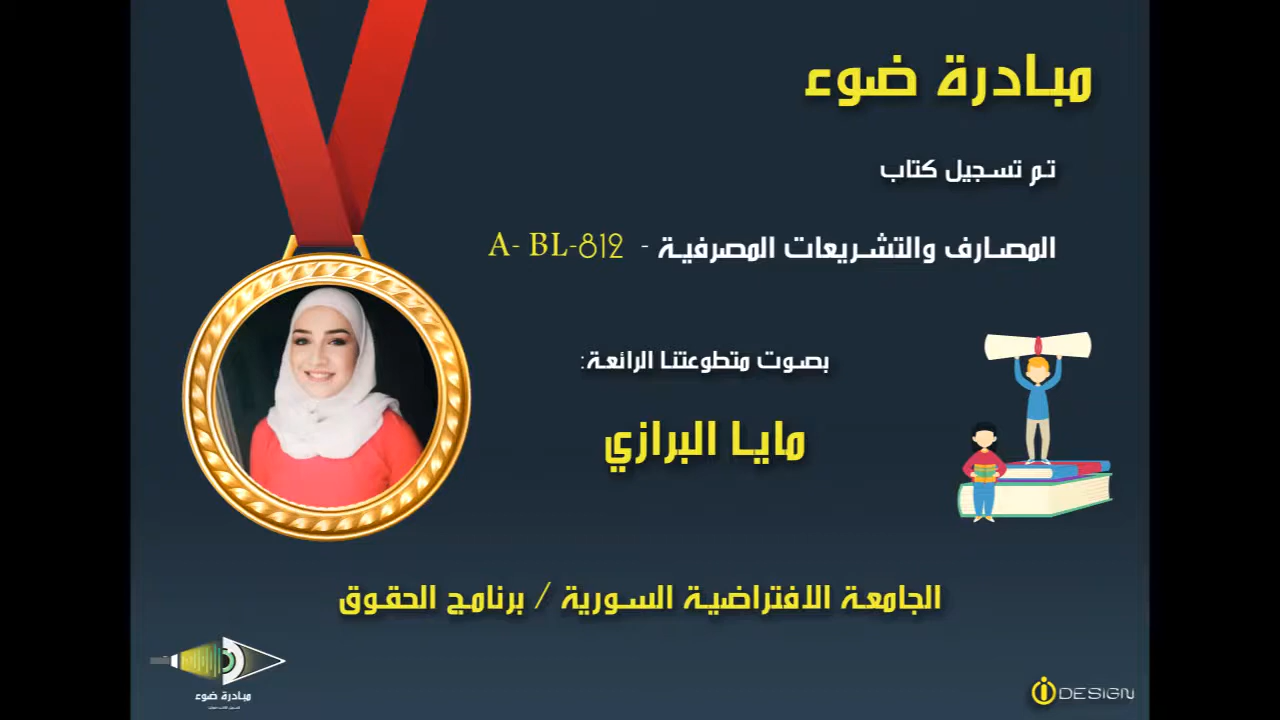 مبادرة ضوء
تم تسجيل كتاب
المصارف والتشريعات المصرفية - A- BL-812
بصوت متطوعتنا الرائعة:
مايا البرازي
الجامعة الافتراضية السورية / برنامج الحقوق
مبادرة ضوء
iDESIGN